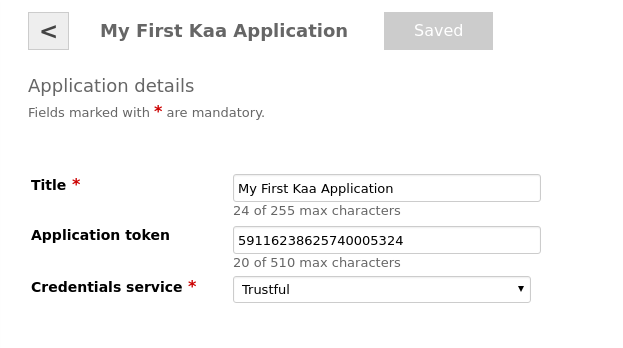 <
My First Kaa Application
Saved
Application details
Fields marked with * are mandatory.
Title *
My First Kaa Application
24 of 255 max characters
Application token
59116238625740005324
20 of 510 max characters
Credentials service *
Trustful